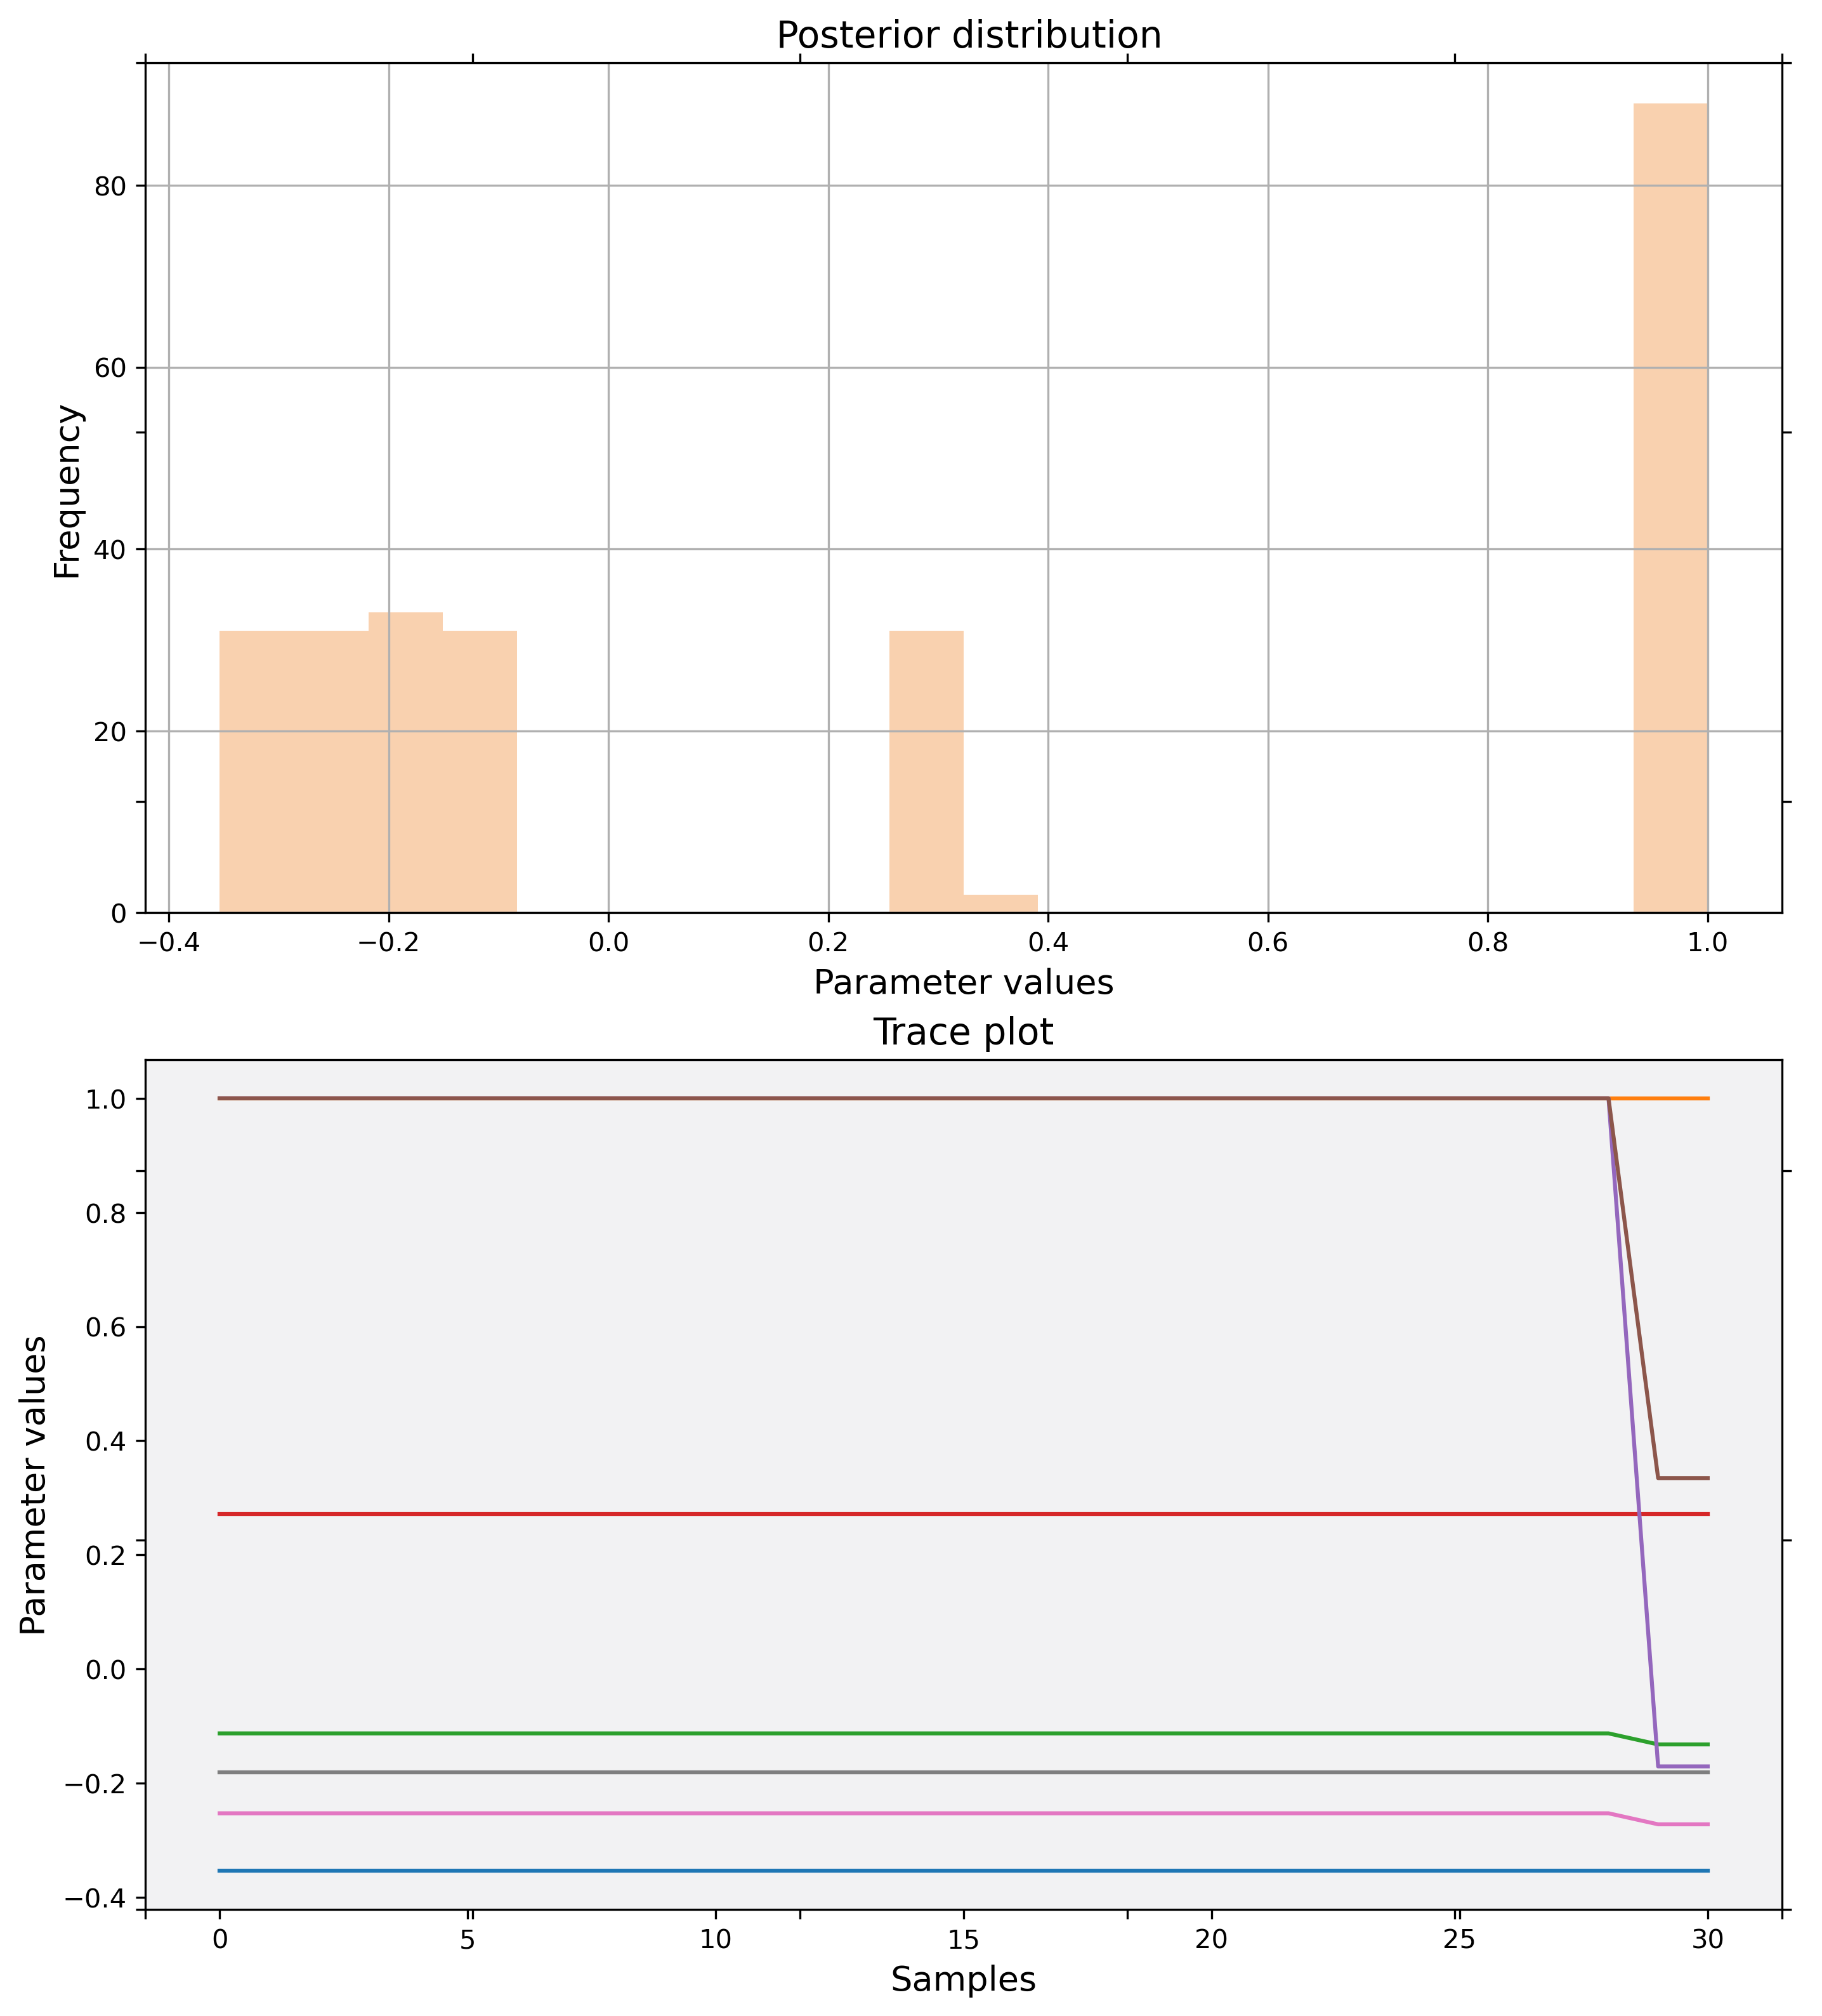 Posterior distribution
Frequency
80
60
40
20
0
−0.4 −0.2 0.0 0.2 0.4 0.6 0.8 1.0
Parameter values
Trace plot
Parameter values
1.0
0.8
0.6
0.4
0.2
0.0
−0.2
−0.4
0 5 10 15 20 25 30
Samples